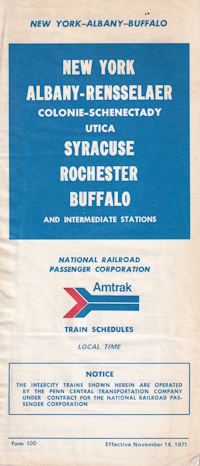 NEW YORK–ALBANY–BUFFALO
NEW YORK
ALBANY-RENSSELAER
COLONIE–SCHENECTADY
UTICA
SYRACUSE
ROCHESTER
BUFFALO
AND INTERMEDIATE STATIONS
NATIONAL RAILROAD
PASSENGER CORPORATION
Amtrak
TRAIN SCHEDULES
LOCAL TIME
NOTICE
THE INTERCITY TRAINS SHOWN HEREIN ARE OPERATED
BY THE PENN CENTRAL TRANSPORTATION COMPANY
UNDER CONTRACT FOR THE NATIONAL RAILROAD PAS-
SENGER CORPORATION
Form 100
Effective November 14, 1971